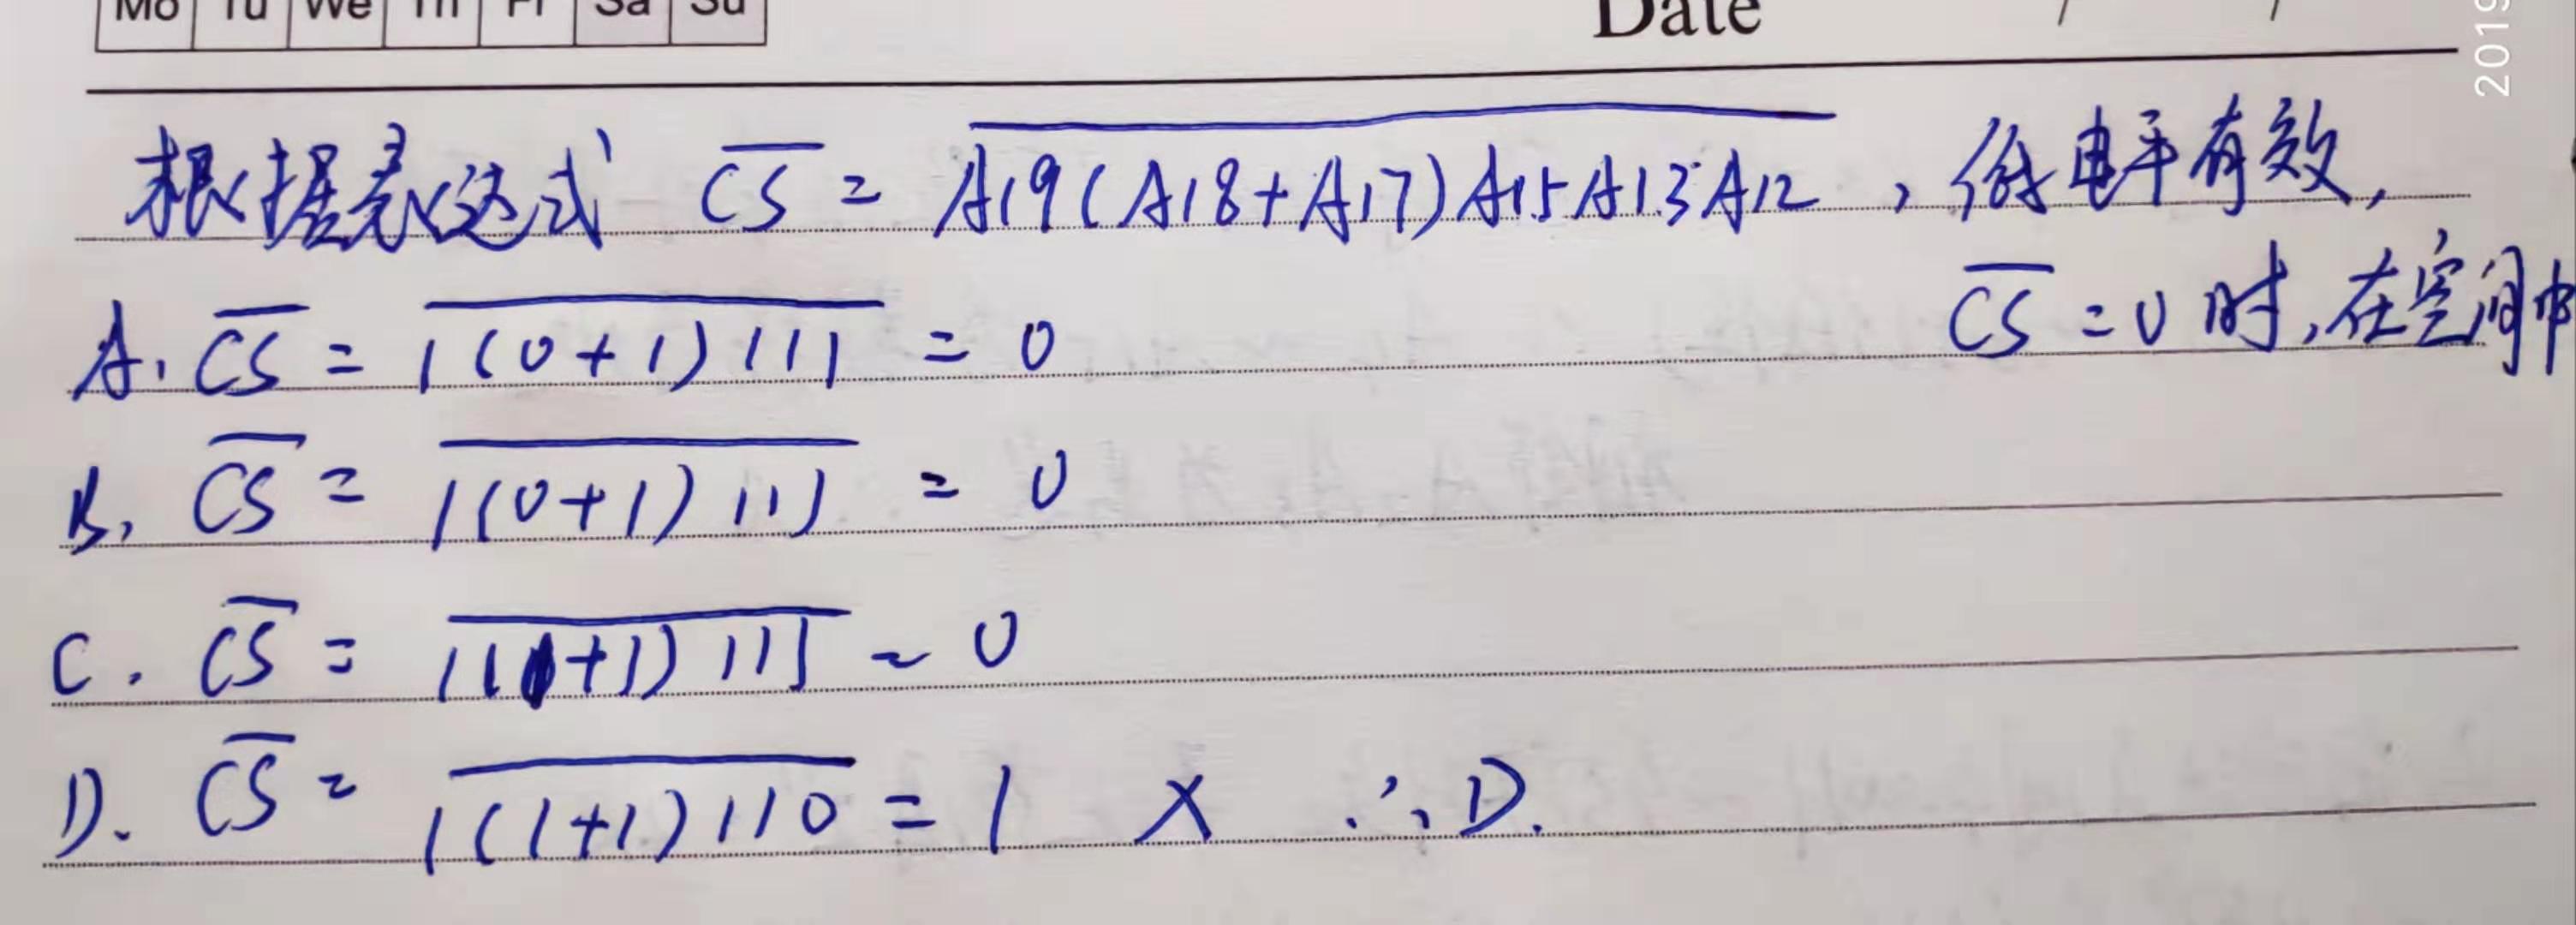 Mo Tu We Th Fr Sa Su Date / /
2019
根据表达式 \overline{CS} = \overline{A19(A18+A17)A15A13A12}, 低电平有效,
\overline{CS} = 0 时, 在空间中
A. \overline{CS} = \overline{1(0+1)111} = 0
B. \overline{CS} = \overline{1(0+1)111} = 0
C. \overline{CS} = \overline{1(1+1)111} = 0
D. \overline{CS} = \overline{1(1+1)110} = 1 × ∴D.